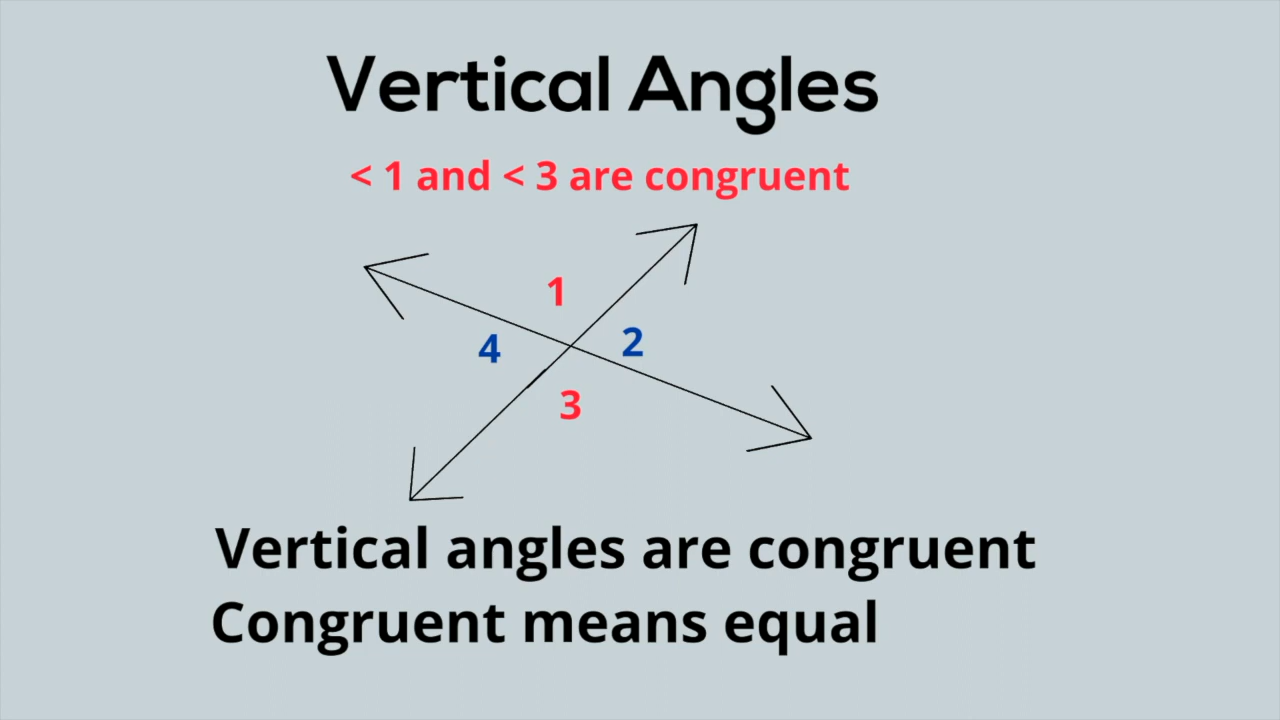 Vertical Angles
< 1 and < 3 are congruent
1
4
2
3
Vertical angles are congruent
Congruent means equal